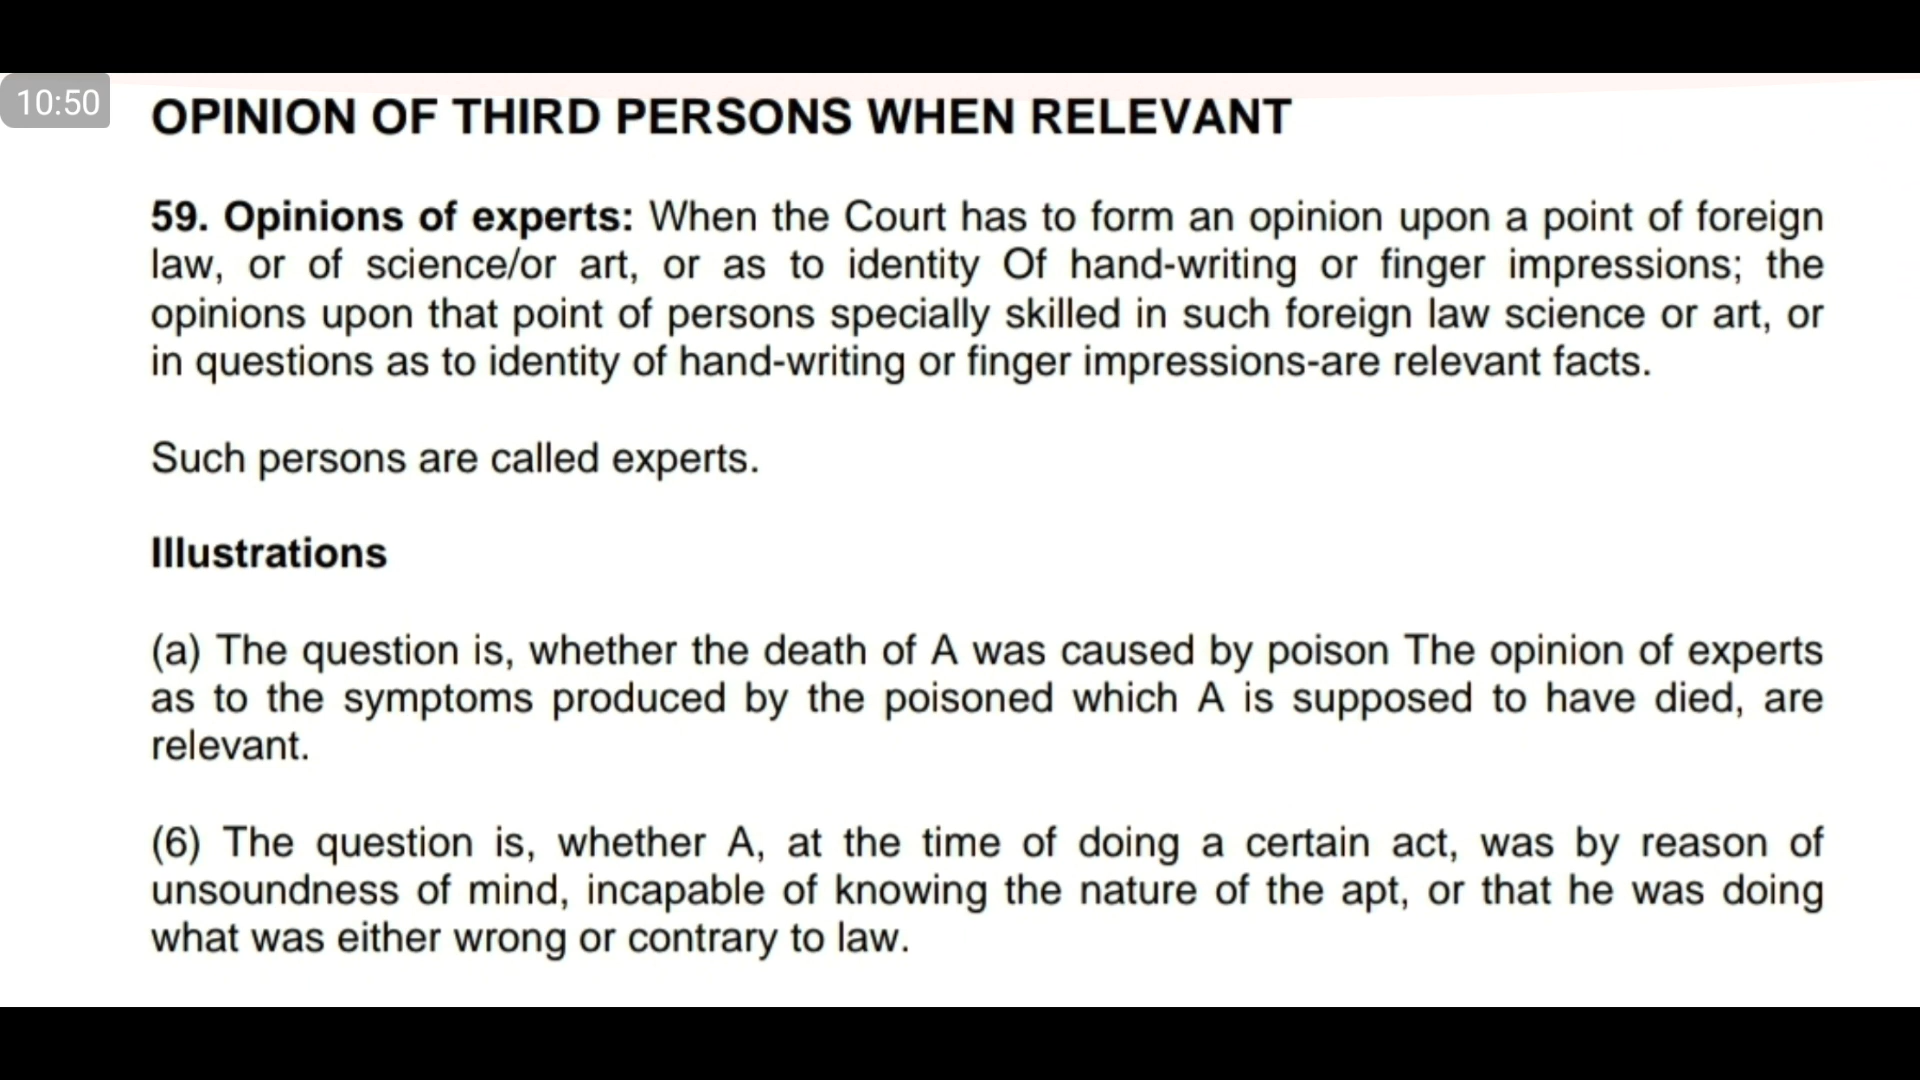 10:50
OPINION OF THIRD PERSONS WHEN RELEVANT
59. Opinions of experts: When the Court has to form an opinion upon a point of foreign
law, or of science/or art, or as to identity Of hand-writing or finger impressions; the
opinions upon that point of persons specially skilled in such foreign law science or art, or
in questions as to identity of hand-writing or finger impressions-are relevant facts.
Such persons are called experts.
Illustrations
(a) The question is, whether the death of A was caused by poison The opinion of experts
as to the symptoms produced by the poisoned which A is supposed to have died, are
relevant.
(6) The question is, whether A, at the time of doing a certain act, was by reason of
unsoundness of mind, incapable of knowing the nature of the apt, or that he was doing
what was either wrong or contrary to law.